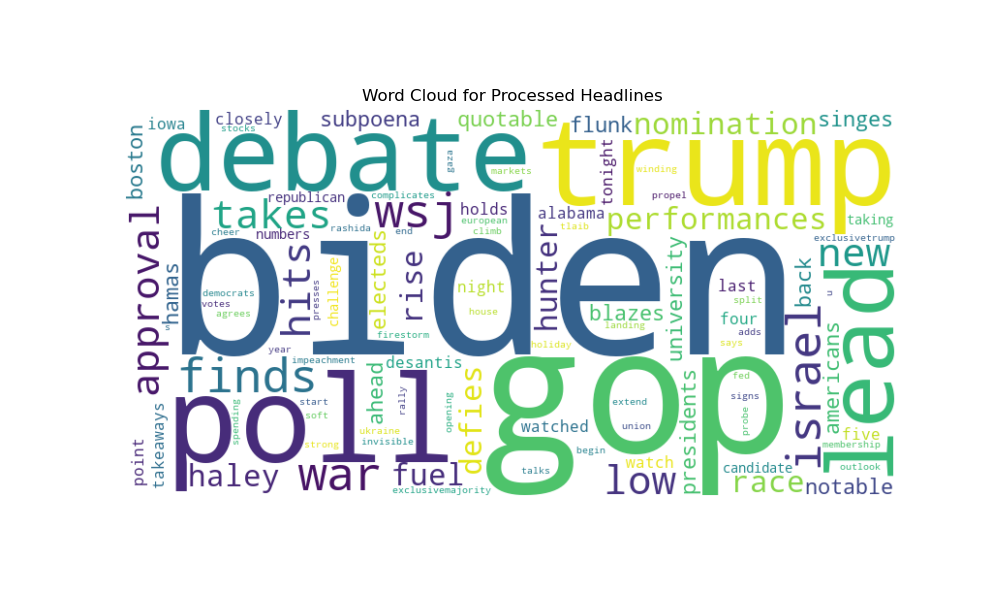 Word Cloud for Processed Headlines
iowa
closely
stocks
subpoena
quotable
flunk
nomination
singes
boston
debate
trump
gaza
markets
tonight
winding
propel
republican
complicates
takes
wsj
holds
european
climb
alabama
tlaib
performances
taking
exclusivetrump
cheer
numbers
rashida
end
approval
hamas
hits
biden
electeds
rise
hunter
university
back
new
lead
democrats
votes
agrees
presses
challenge
firestorm
night
house
blazes
landing
holiday
last
split
four
adds
says
u
israel
americans
year
impeachment
finds
desantis
poll
gop
ahead
rally
defies
opening
presidents
fed
signs
probe
extend
union
start
soft
spending
strong
ukraine
invisible
watched
begin
talks
watch
candidate
five
membership
outlook
point
takeways
haley
war
fuel
exclusivemajority
low
race
notable